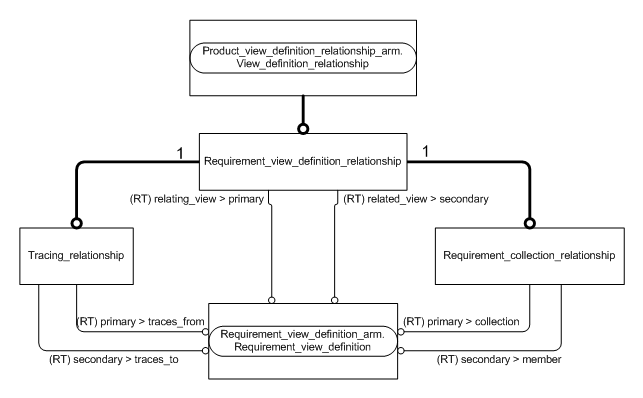 Product_view_definition_relationship_arm.
View_definition_relationship
1
1
Requirement_view_definition_relationship
(RT) relating_view > primary
(RT) related_view > secondary
Tracing_relationship
Requirement_collection_relationship
(RT) primary > traces_from
(RT) primary > collection
Requirement_view_definition_arm.
Requirement_view_definition
(RT) secondary > traces_to
(RT) secondary > member